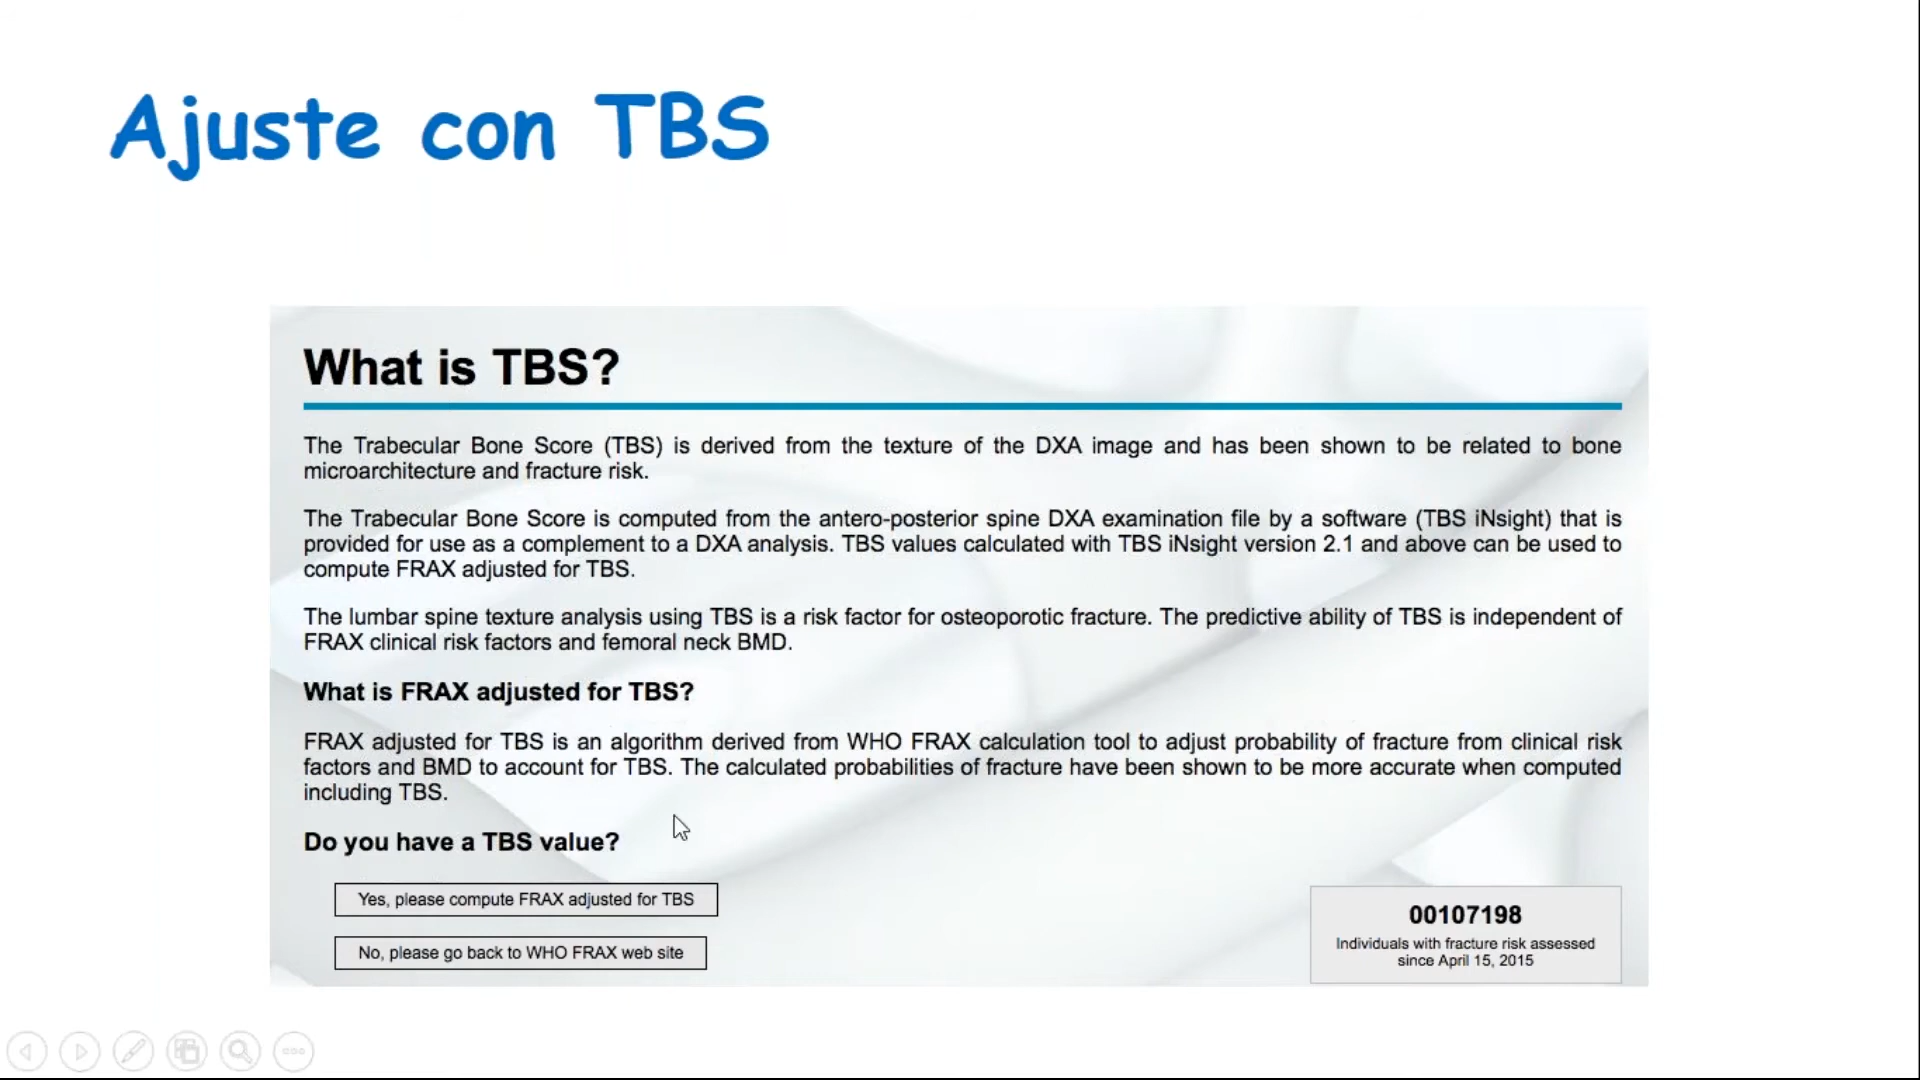 Ajuste con TBS
What is TBS?
The Trabecular Bone Score (TBS) is derived from the texture of the DXA image and has been shown to be related to bone
microarchitecture and fracture risk.
The Trabecular Bone Score is computed from the antero-posterior spine DXA examination file by a software (TBS iNsight) that is
provided for use as a complement to a DXA analysis. TBS values calculated with TBS iNsight version 2.1 and above can be used to
compute FRAX adjusted for TBS.
The lumbar spine texture analysis using TBS is a risk factor for osteoporotic fracture. The predictive ability of TBS is independent of
FRAX clinical risk factors and femoral neck BMD.
What is FRAX adjusted for TBS?
FRAX adjusted for TBS is an algorithm derived from WHO FRAX calculation tool to adjust probability of fracture from clinical risk
factors and BMD to account for TBS. The calculated probabilities of fracture have been shown to be more accurate when computed
including TBS.
Do you have a TBS value?
Yes, please compute FRAX adjusted for TBS
No, please go back to WHO FRAX web site
00107198
Individuals with fracture risk assessed
since April 15, 2015